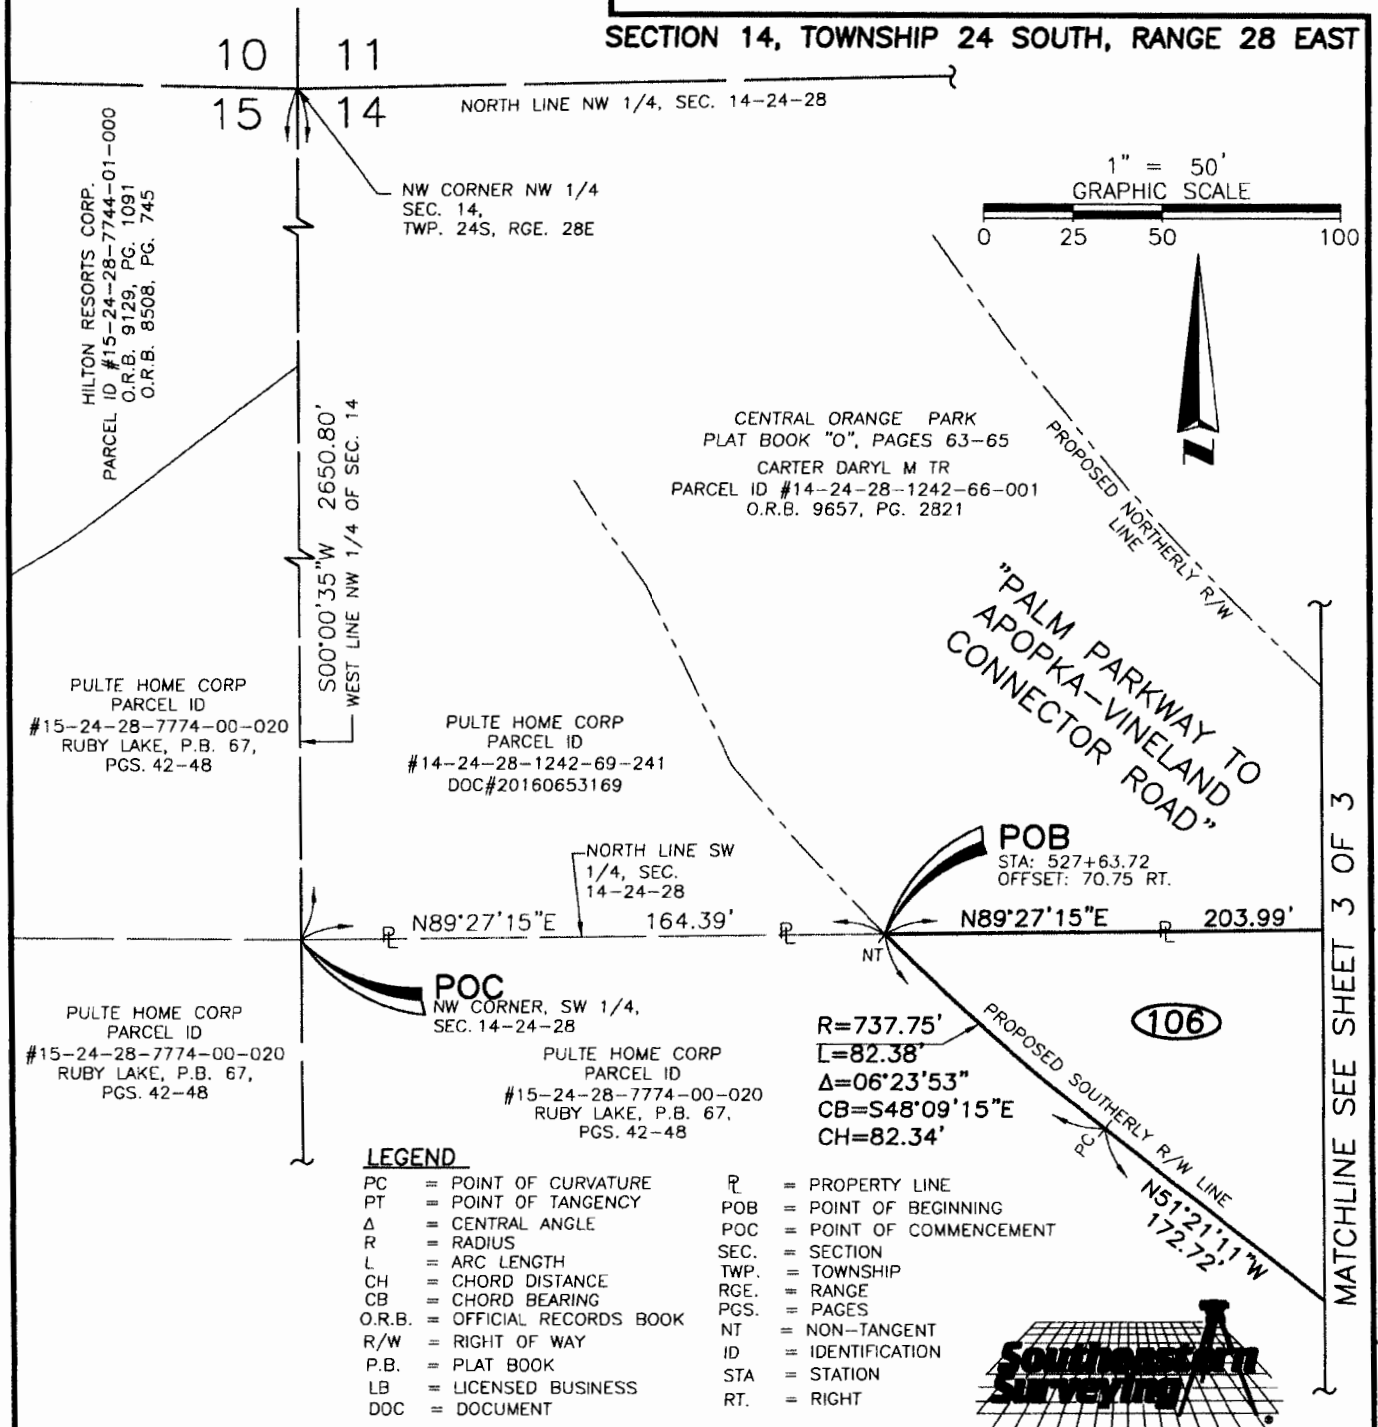 SECTION 14, TOWNSHIP 24 SOUTH, RANGE 28 EAST
10 11
15 14
NORTH LINE NW 1/4, SEC. 14-24-28
NW CORNER NW 1/4
SEC. 14,
TWP. 24S, RGE. 28E
1" = 50'
GRAPHIC SCALE
0 25 50 100
HILTON RESORTS CORP.
PARCEL ID #15-24-28-7744-01-000
O.R.B. 9129, PG. 1091
O.R.B. 8508, PG. 745
S00°00'35"W 2650.80'
WEST LINE NW 1/4 OF SEC. 14
CENTRAL ORANGE PARK
PLAT BOOK "O", PAGES 63-65
CARTER DARYL M TR
PARCEL ID #14-24-28-1242-66-001
O.R.B. 9657, PG. 2821
PROPOSED NORTHERLY R/W
LINE
Z
"PALM PARKWAY TO
APOPKA-VINELAND
CONNECTOR ROAD"
PULTE HOME CORP
PARCEL ID
#15-24-28-7774-00-020
RUBY LAKE, P.B. 67,
PGS. 42-48
PULTE HOME CORP
PARCEL ID
#14-24-28-1242-69-241
DOC#20160653169
POB
STA: 527+63.72
OFFSET: 70.75 RT.
NORTH LINE SW
1/4, SEC.
14-24-28
N89°27'15"E 164.39'
N89°27'15"E 203.99'
PL
PL
PL
NT
POC
NW CORNER, SW 1/4,
SEC. 14-24-28
PULTE HOME CORP
PARCEL ID
#15-24-28-7774-00-020
RUBY LAKE, P.B. 67,
PGS. 42-48
PULTE HOME CORP
PARCEL ID
#15-24-28-7774-00-020
RUBY LAKE, P.B. 67,
PGS. 42-48
R=737.75'
L=82.38'
Δ=06°23'53"
CB=S48°09'15"E
CH=82.34'
106
PROPOSED SOUTHERLY R/W LINE
PC
N51°21'11"W
172.72'
MATCHLINE SEE SHEET 3 OF 3
LEGEND
PC = POINT OF CURVATURE
PT = POINT OF TANGENCY
Δ = CENTRAL ANGLE
R = RADIUS
L = ARC LENGTH
CH = CHORD DISTANCE
CB = CHORD BEARING
O.R.B. = OFFICIAL RECORDS BOOK
R/W = RIGHT OF WAY
P.B. = PLAT BOOK
LB = LICENSED BUSINESS
DOC = DOCUMENT
PL = PROPERTY LINE
POB = POINT OF BEGINNING
POC = POINT OF COMMENCEMENT
SEC. = SECTION
TWP. = TOWNSHIP
RGE. = RANGE
PGS. = PAGES
NT = NON-TANGENT
ID = IDENTIFICATION
STA = STATION
RT. = RIGHT
Southeastern
Surveying